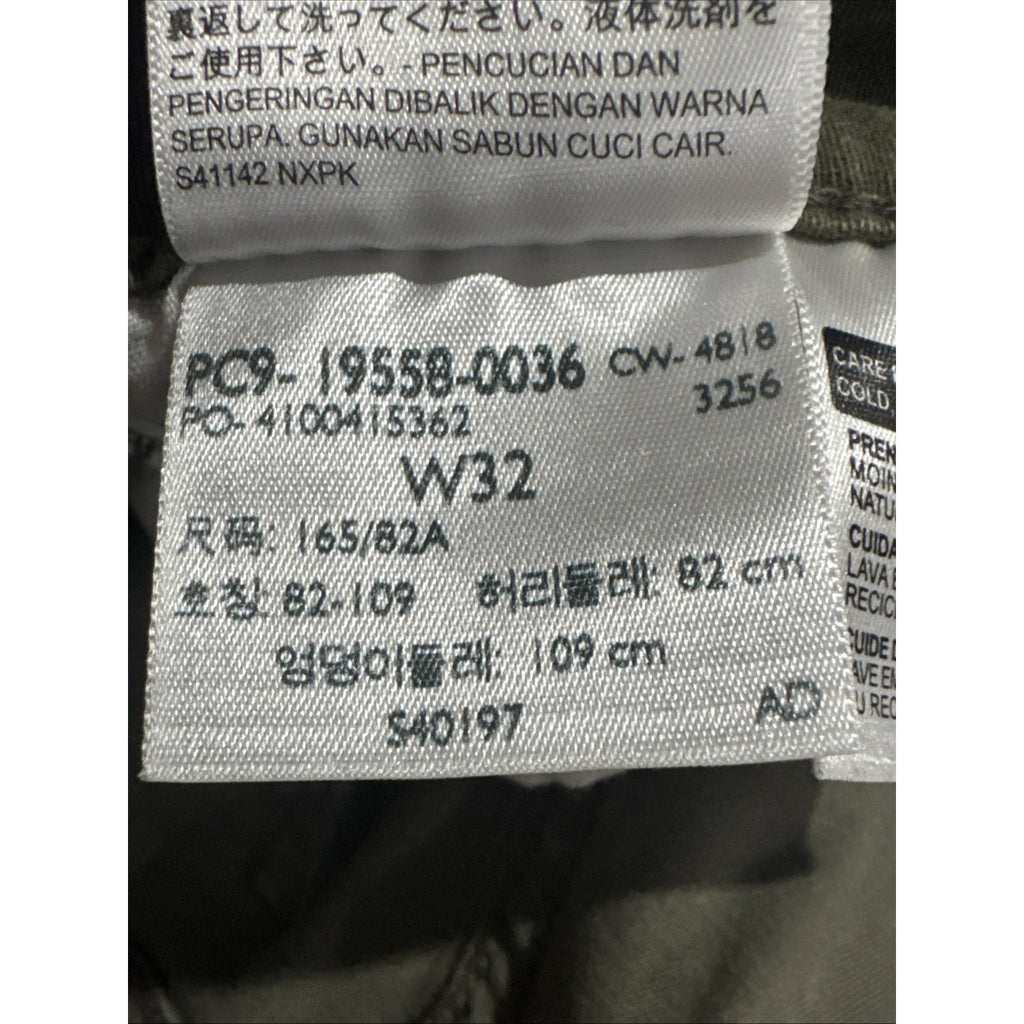 裏返して洗ってください。液体洗剤を
ご使用下さい。- PENCUCIAN DAN
PENGERINGAN DIBALIK DENGAN WARNA
SERUPA. GUNAKAN SABUN CUCI CAIR.
S41142 NXPK
PC9-19558-0036 CW-4818
3256
PO-4100415362
W32
尺码: 165/82A
호칭: 82-109 허리둘레: 82 cm
엉덩이둘레: 109 cm
S40197
AD
CARE
COLD
PREN
MOIN
NATU
CUIDA
LAVA E
RECIC
GUIDE D
AVE EN
U REC